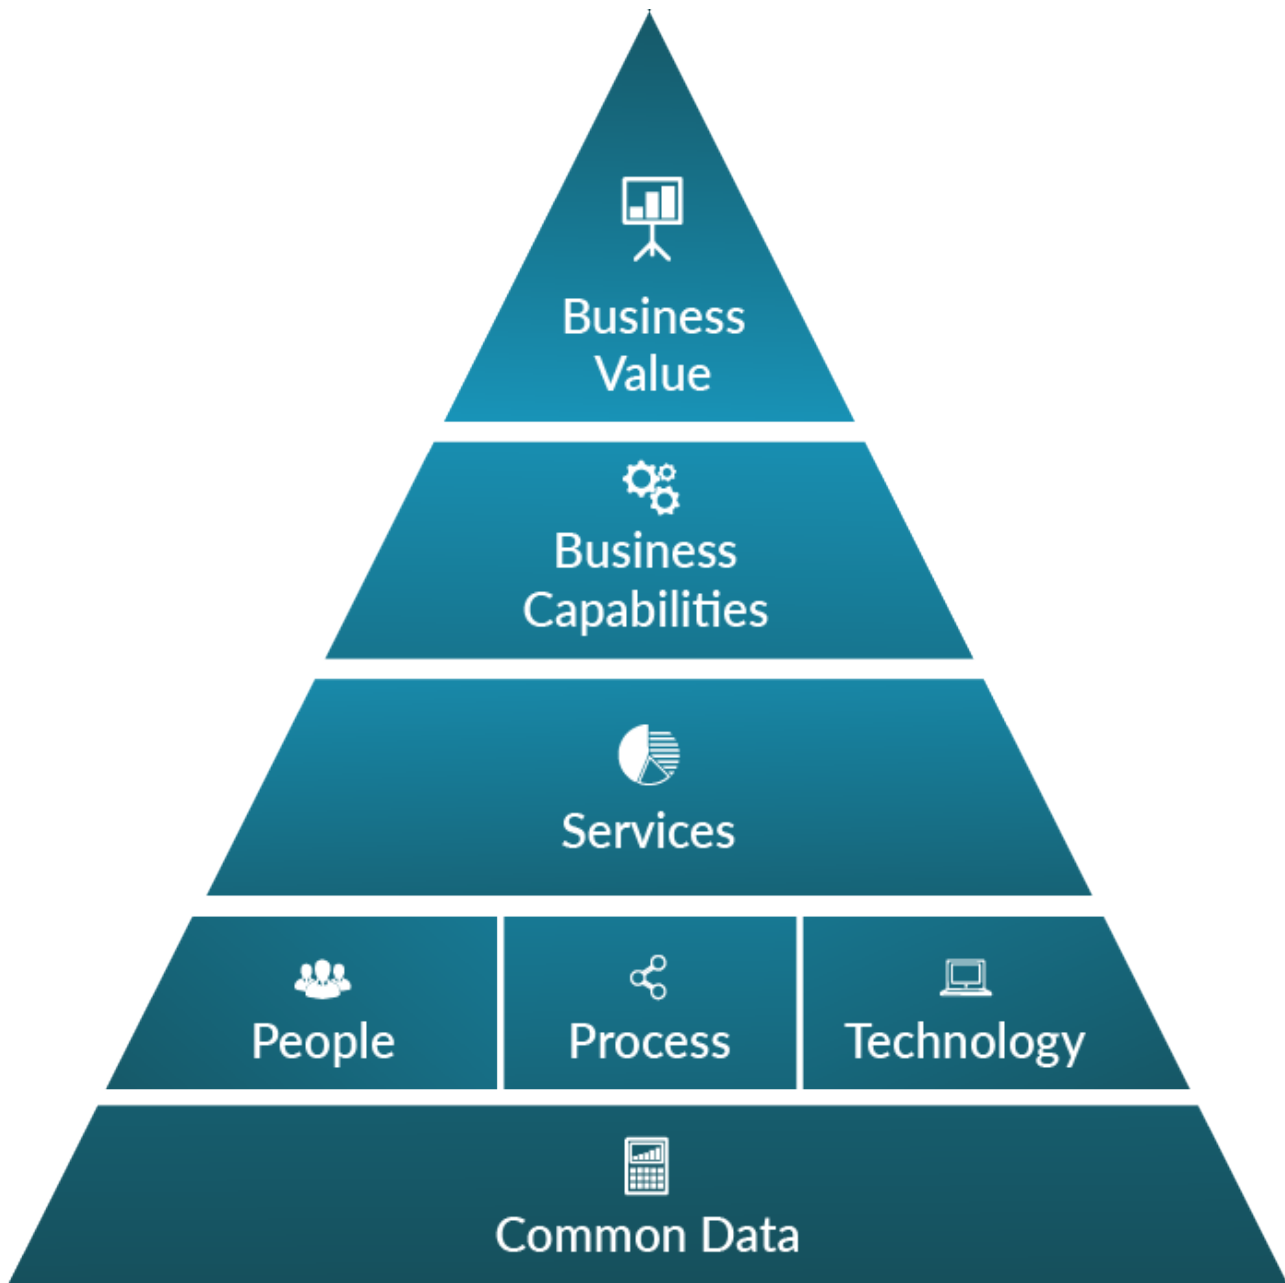 Business
Value
Business
Capabilities
Services
People
Process
Technology
Common Data